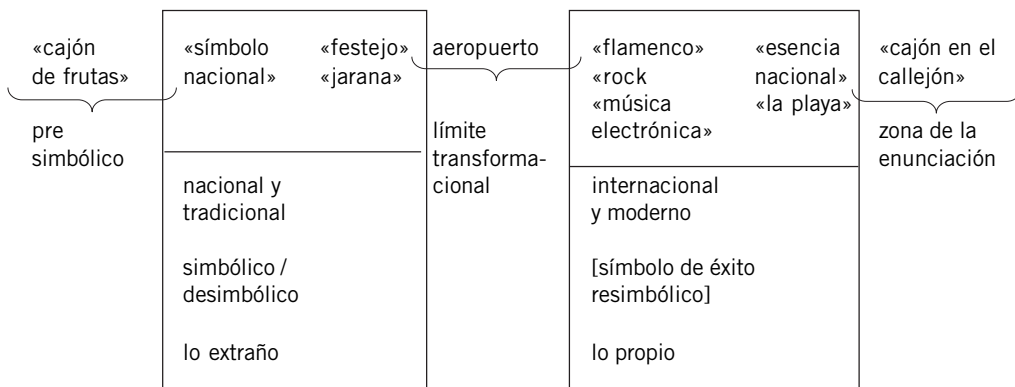 «cajón
de frutas»
pre
simbólico
«símbolo
nacional»
«festejo»
«jarana»
nacional y
tradicional
simbólico /
desimbólico
lo extraño
aeropuerto
límite
transforma-
cional
«flamenco»
«rock
«música
electrónica»
«esencia
nacional»
«la playa»
internacional
y moderno
[símbolo de éxito
resimbólico]
lo propio
«cajón en el
callejón»
zona de la
enunciación